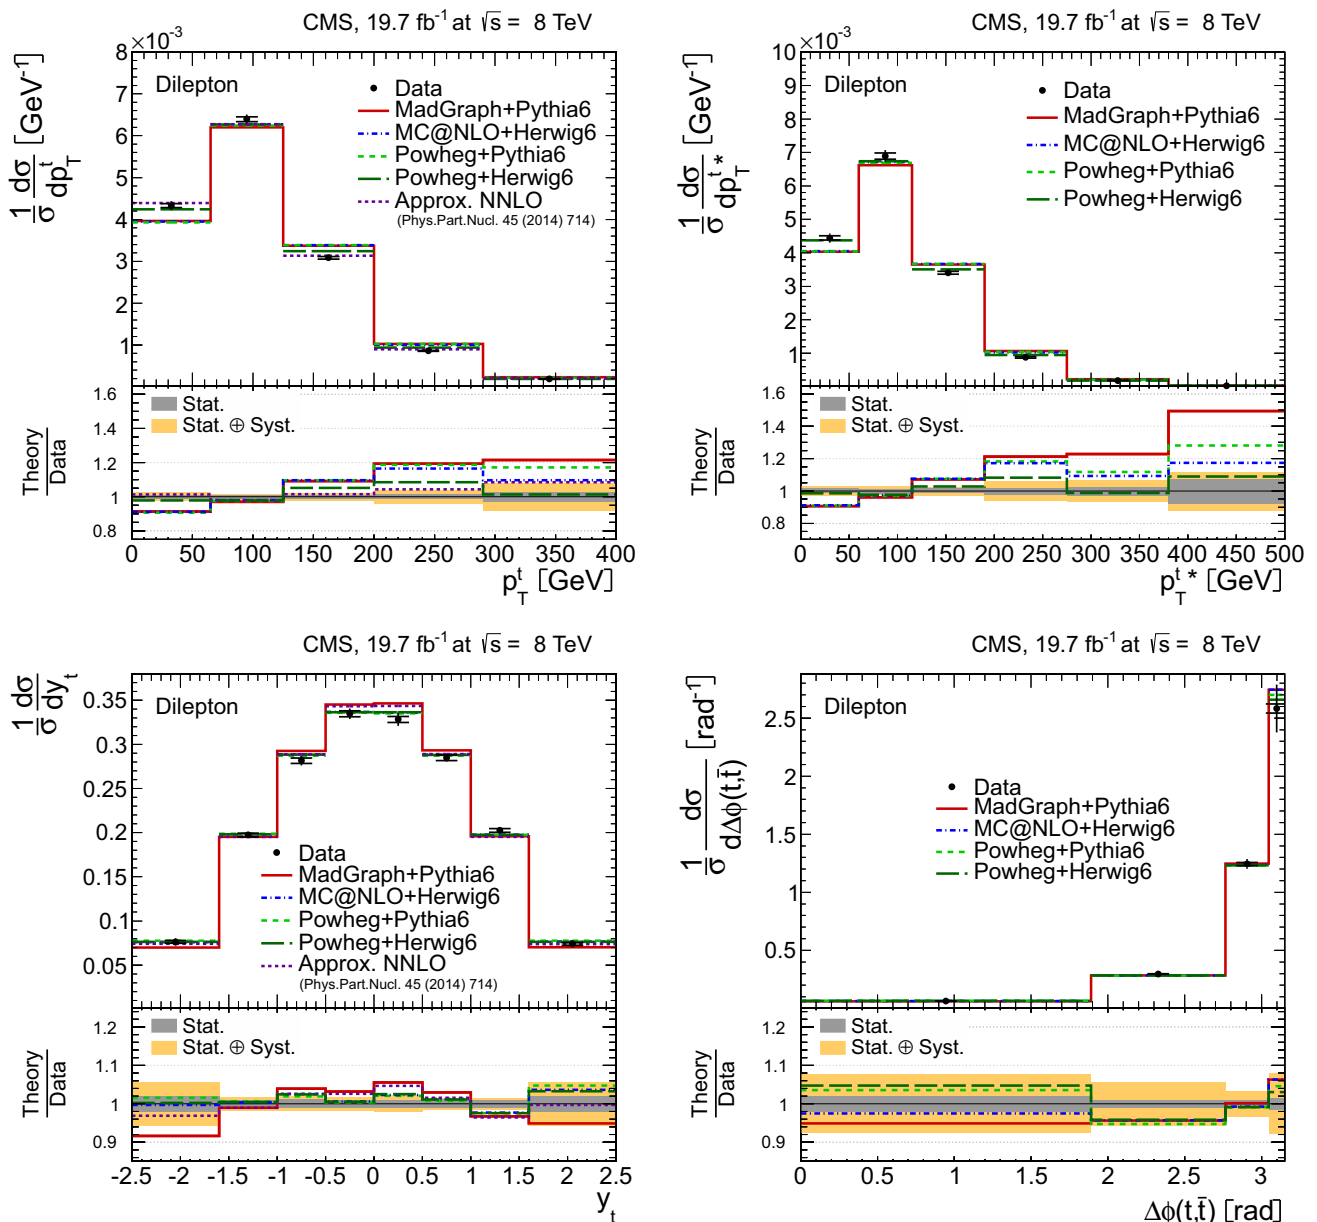 CMS, 19.7 fb⁻¹ at √s = 8 TeV
×10⁻³
Dilepton
Data
MadGraph+Pythia6
MC@NLO+Herwig6
Powheg+Pythia6
Powheg+Herwig6
Approx. NNLO
(Phys.Part.Nucl. 45 (2014) 714)
1/σ dσ/dp_T^t [GeV⁻¹]
8
7
6
5
4
3
2
1
Stat.
Stat. ⊕ Syst.
Theory
Data
1.6
1.4
1.2
1
0.8
0 50 100 150 200 250 300 350 400
p_T^t [GeV]
CMS, 19.7 fb⁻¹ at √s = 8 TeV
×10⁻³
Dilepton
Data
MadGraph+Pythia6
MC@NLO+Herwig6
Powheg+Pythia6
Powheg+Herwig6
1/σ dσ/dp_T^t* [GeV⁻¹]
10
9
8
7
6
5
4
3
2
1
Stat.
Stat. ⊕ Syst.
Theory
Data
1.6
1.4
1.2
1
0.8
0 50 100 150 200 250 300 350 400 450 500
p_T^t* [GeV]
CMS, 19.7 fb⁻¹ at √s = 8 TeV
Dilepton
1/σ dσ/dy_t
0.35
0.3
0.25
0.2
0.15
0.1
0.05
Data
MadGraph+Pythia6
MC@NLO+Herwig6
Powheg+Pythia6
Powheg+Herwig6
Approx. NNLO
(Phys.Part.Nucl. 45 (2014) 714)
Stat.
Stat. ⊕ Syst.
Theory
Data
1.2
1.1
1
0.9
-2.5 -2 -1.5 -1 -0.5 0 0.5 1 1.5 2 2.5
y_t
CMS, 19.7 fb⁻¹ at √s = 8 TeV
Dilepton
1/σ dσ/dΔϕ(t,t̄) [rad⁻¹]
2.5
2
1.5
1
0.5
Data
MadGraph+Pythia6
MC@NLO+Herwig6
Powheg+Pythia6
Powheg+Herwig6
Stat.
Stat. ⊕ Syst.
Theory
Data
1.2
1.1
1
0.9
0 0.5 1 1.5 2 2.5 3
Δϕ(t,t̄) [rad]